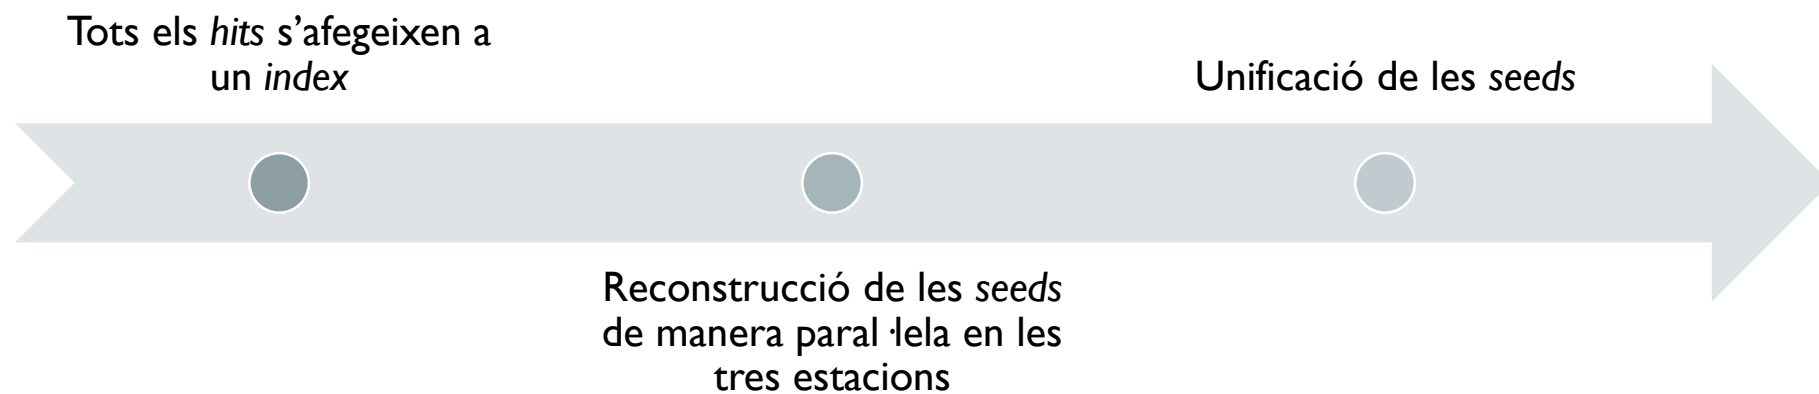 Tots els hits s’afegeixen a
un index
Reconstrucció de les seeds
de manera paral·lela en les
tres estacions
Unificació de les seeds